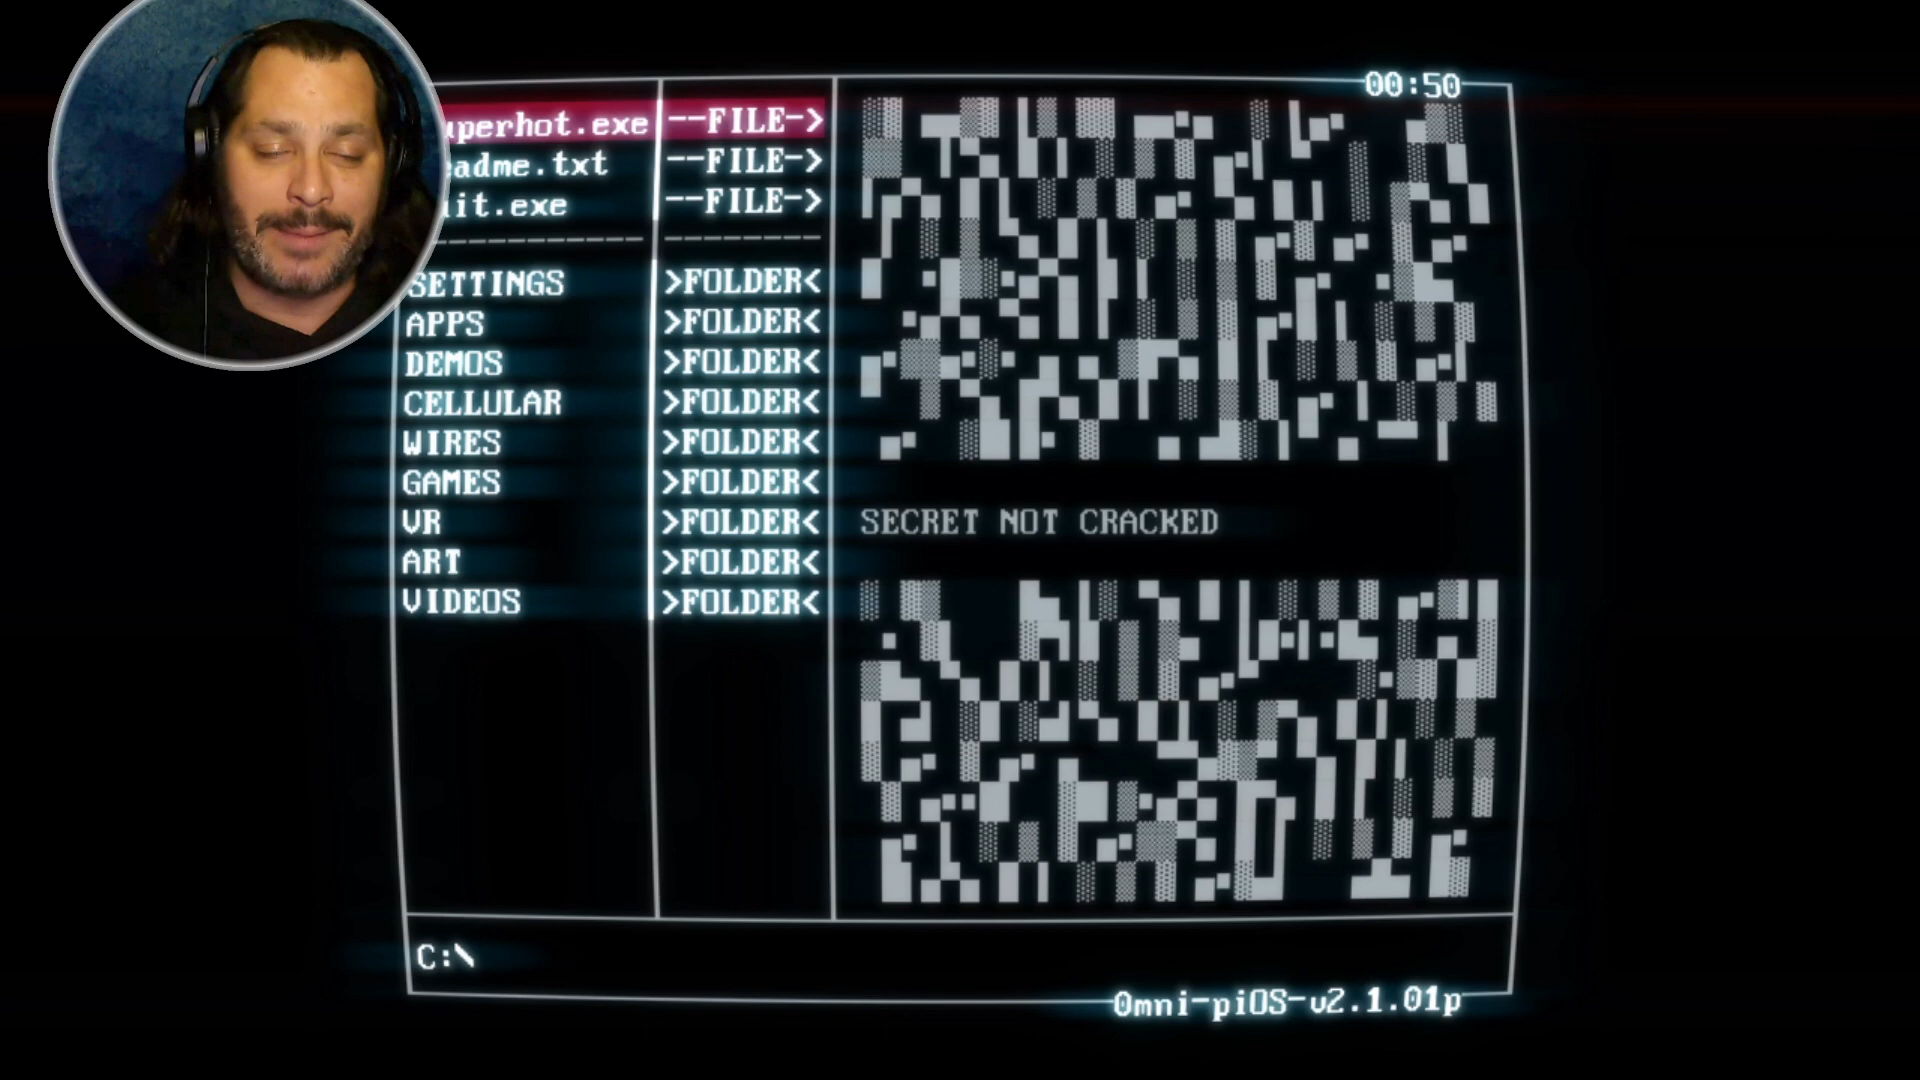 00:50
uperhot.exe --FILE->
eadme.txt --FILE->
it.exe --FILE->
SETTINGS >FOLDER<
APPS >FOLDER<
DEMOS >FOLDER<
CELLULAR >FOLDER<
WIRES >FOLDER<
GAMES >FOLDER<
VR >FOLDER<
ART >FOLDER<
VIDEOS >FOLDER<
SECRET NOT CRACKED
C:\
0mni-piOS-v2.1.01p